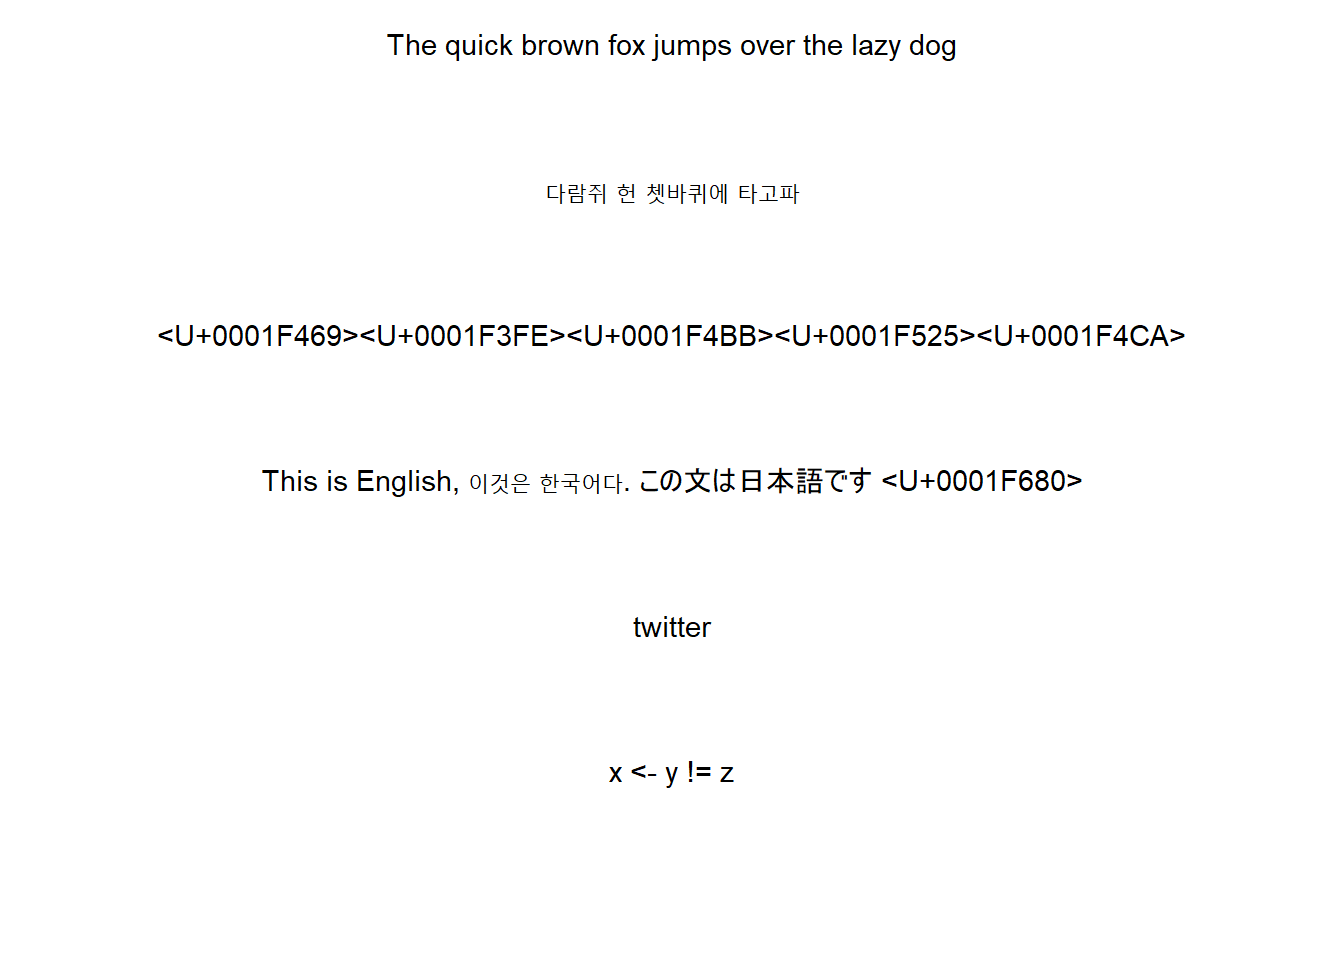 The quick brown fox jumps over the lazy dog
다람쥐 헌 쳇바퀴에 타고파
<U+0001F469><U+0001F3FE><U+0001F4BB><U+0001F525><U+0001F4CA>
This is English, 이것은 한국어다. この文は日本語です <U+0001F680>
twitter
x <- y != z